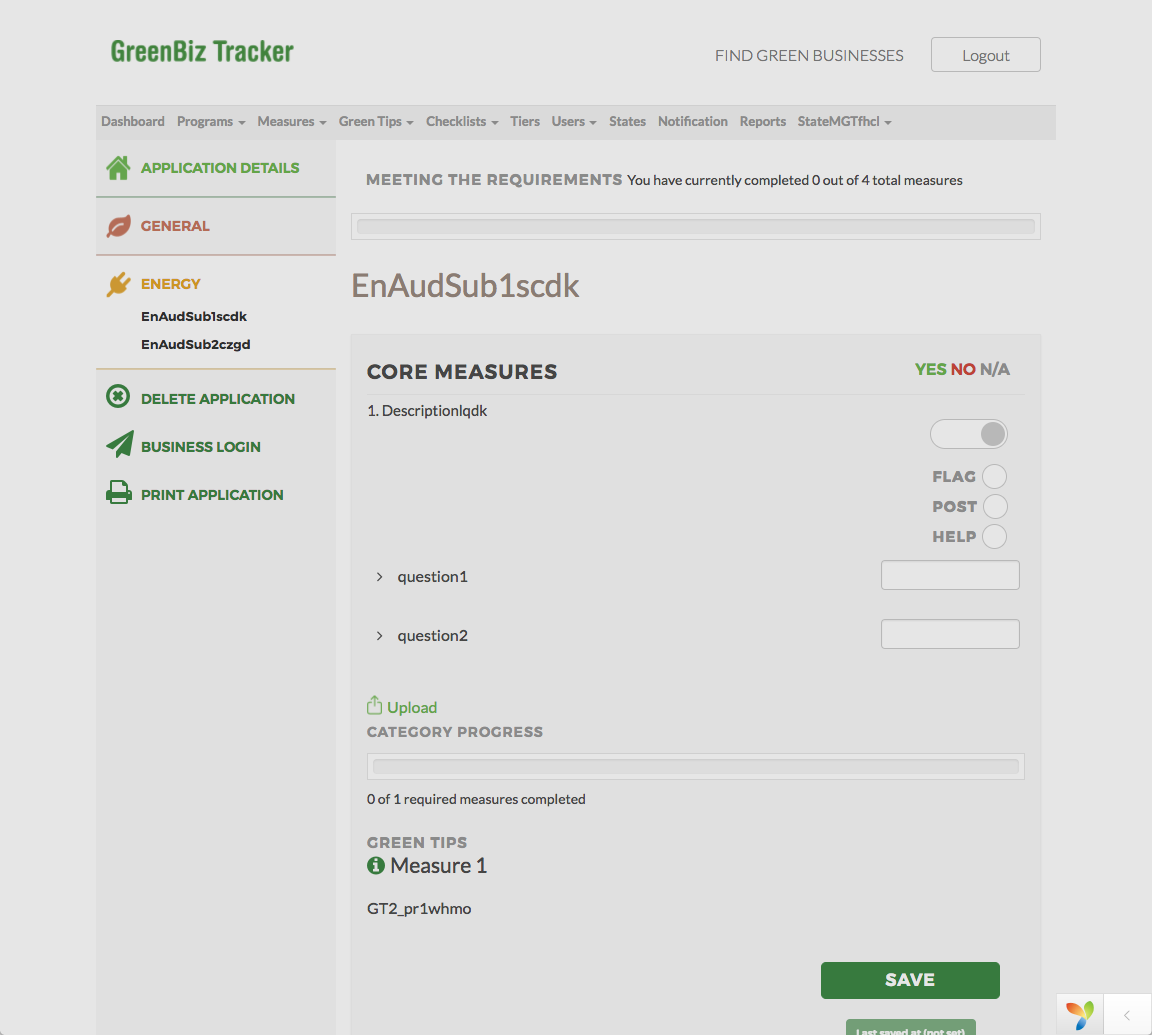 GreenBiz Tracker
FIND GREEN BUSINESSES
Logout
Dashboard Programs Measures Green Tips Checklists Tiers Users States Notification Reports StateMGTfhcl
APPLICATION DETAILS
GENERAL
ENERGY
EnAudSub1scdk
EnAudSub2czgd
DELETE APPLICATION
BUSINESS LOGIN
PRINT APPLICATION
MEETING THE REQUIREMENTS You have currently completed 0 out of 4 total measures
EnAudSub1scdk
CORE MEASURES
YES NO N/A
1. Descriptionlqdk
FLAG
POST
HELP
question1
question2
Upload
CATEGORY PROGRESS
0 of 1 required measures completed
GREEN TIPS
Measure 1
GT2_pr1whmo
SAVE
Last saved at (not set)